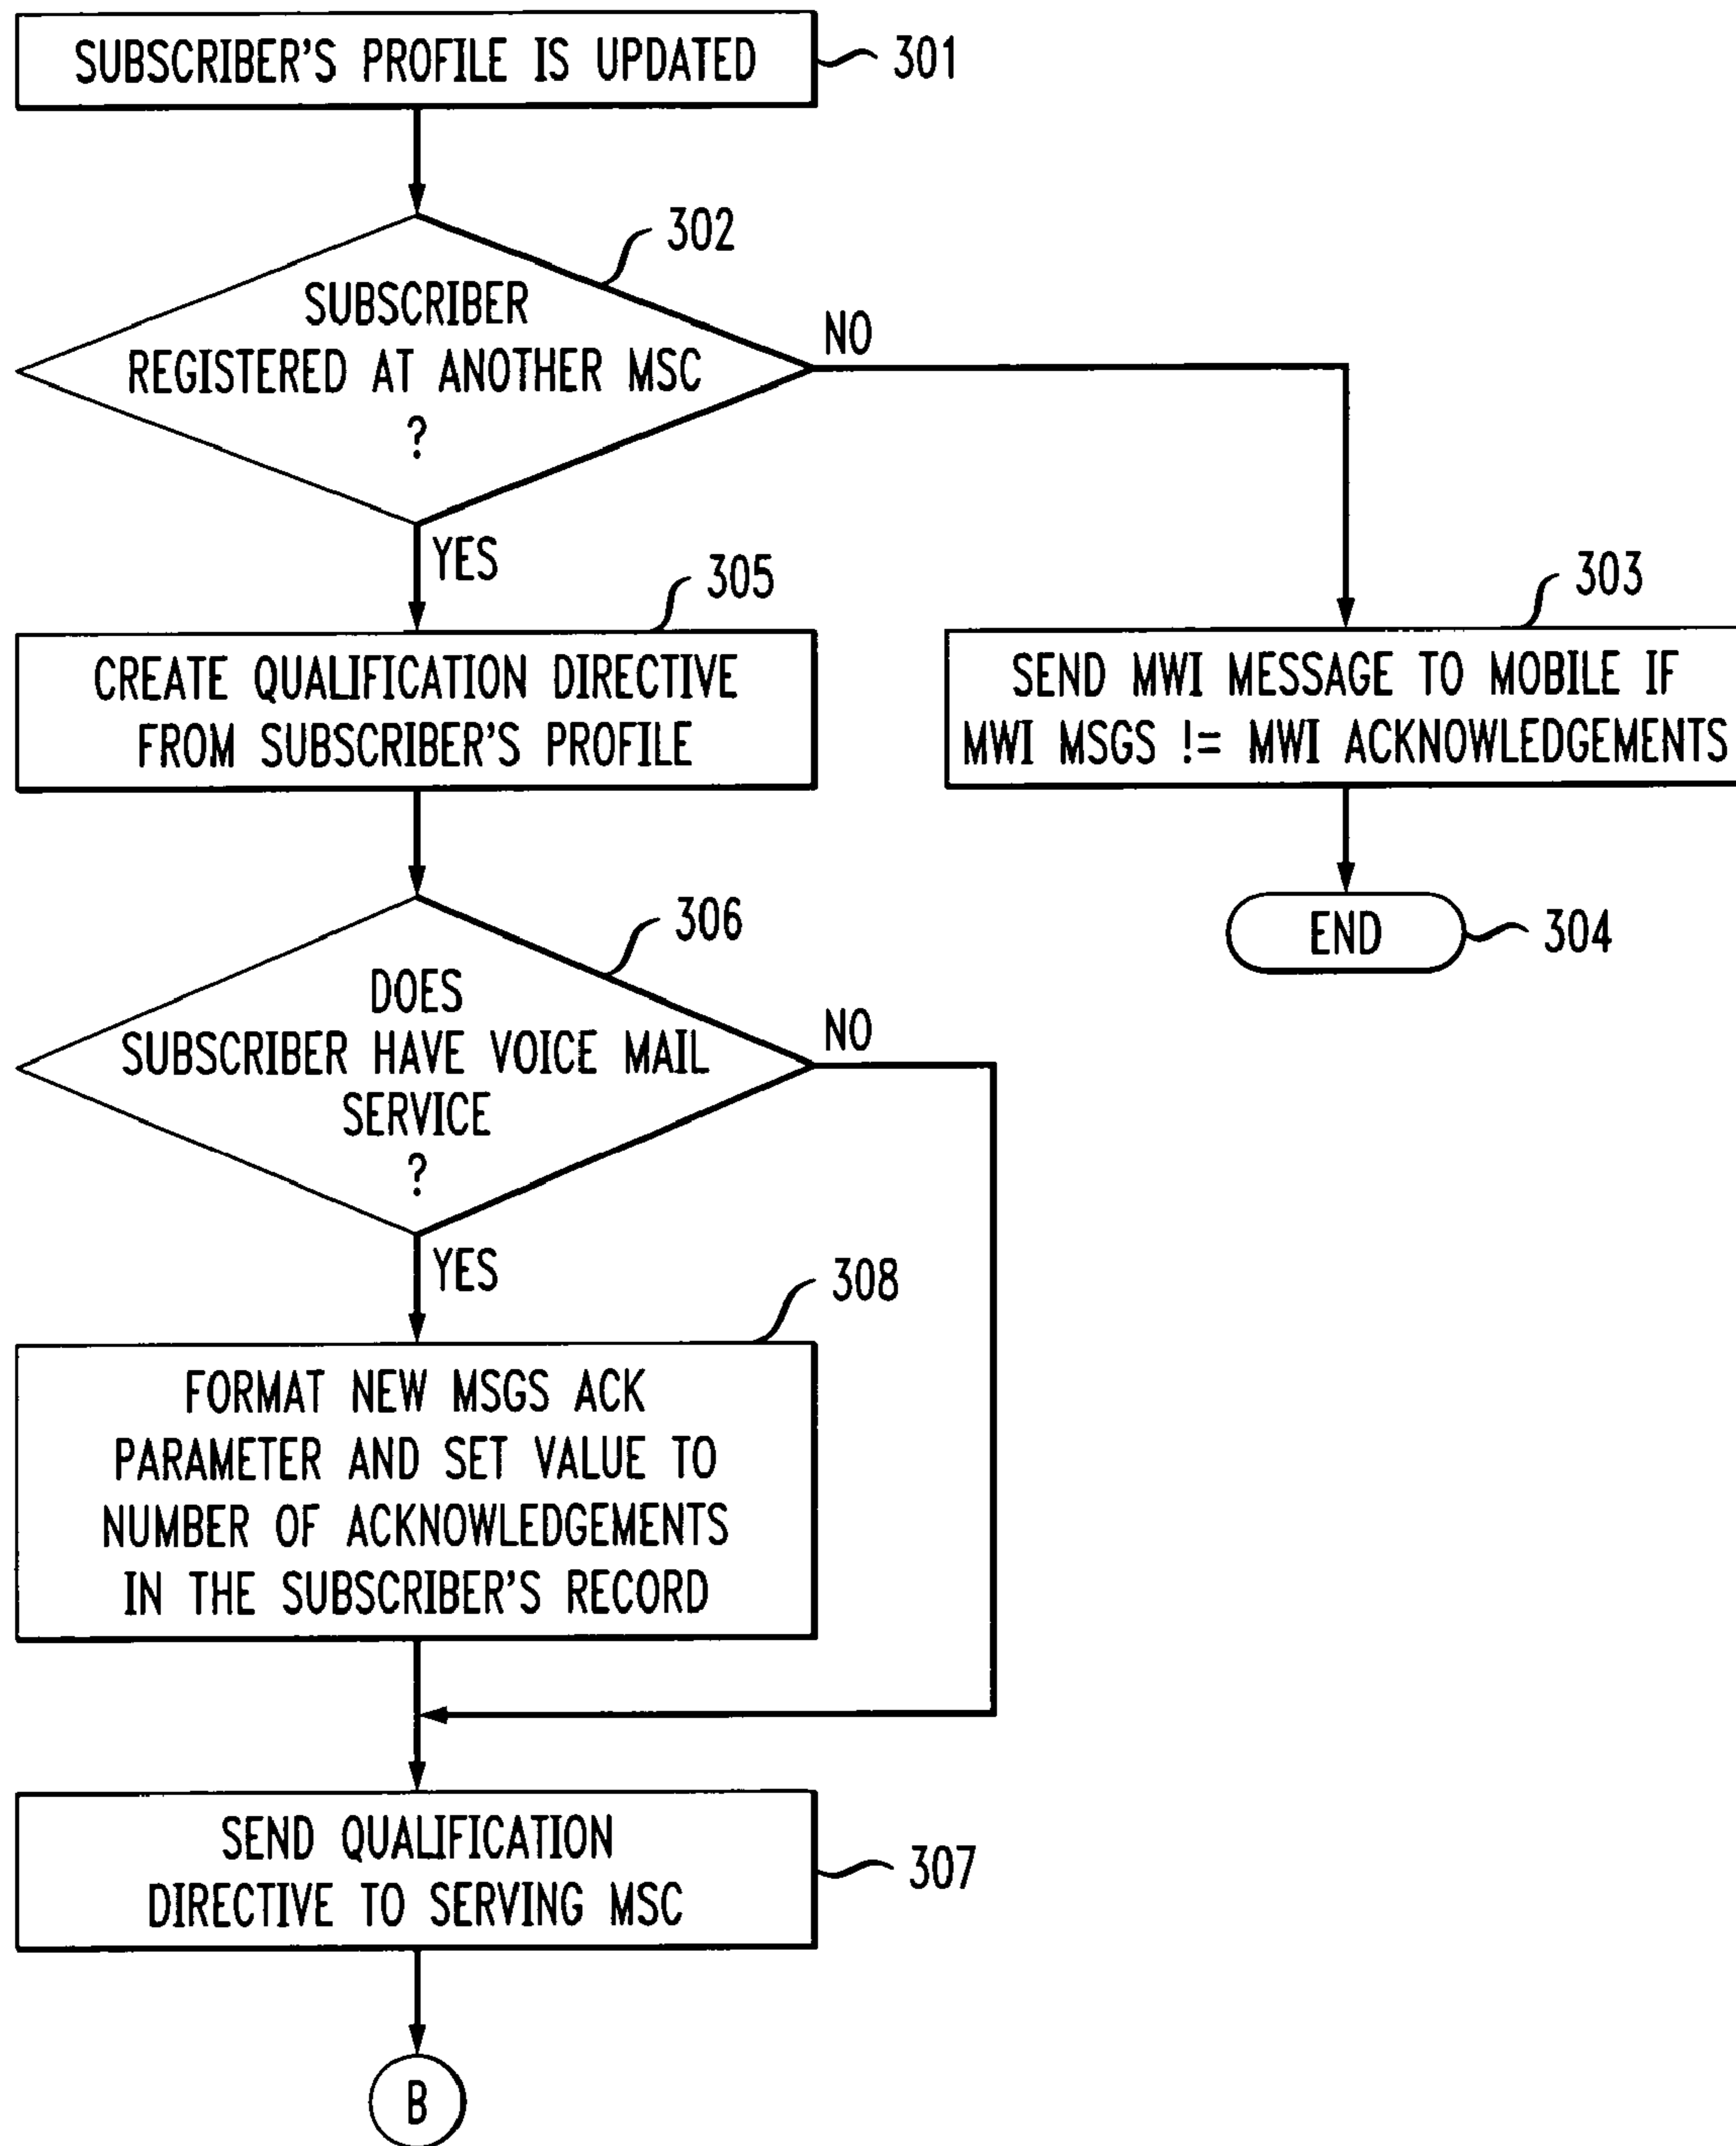 SUBSCRIBER'S PROFILE IS UPDATED
301
302
SUBSCRIBER
REGISTERED AT ANOTHER MSC
?
NO
YES
305
CREATE QUALIFICATION DIRECTIVE
FROM SUBSCRIBER'S PROFILE
303
SEND MWI MESSAGE TO MOBILE IF
MWI MSGS != MWI ACKNOWLEDGEMENTS
END
304
306
DOES
SUBSCRIBER HAVE VOICE MAIL
SERVICE
?
NO
YES
308
FORMAT NEW MSGS ACK
PARAMETER AND SET VALUE TO
NUMBER OF ACKNOWLEDGEMENTS
IN THE SUBSCRIBER'S RECORD
SEND QUALIFICATION
DIRECTIVE TO SERVING MSC
307
B